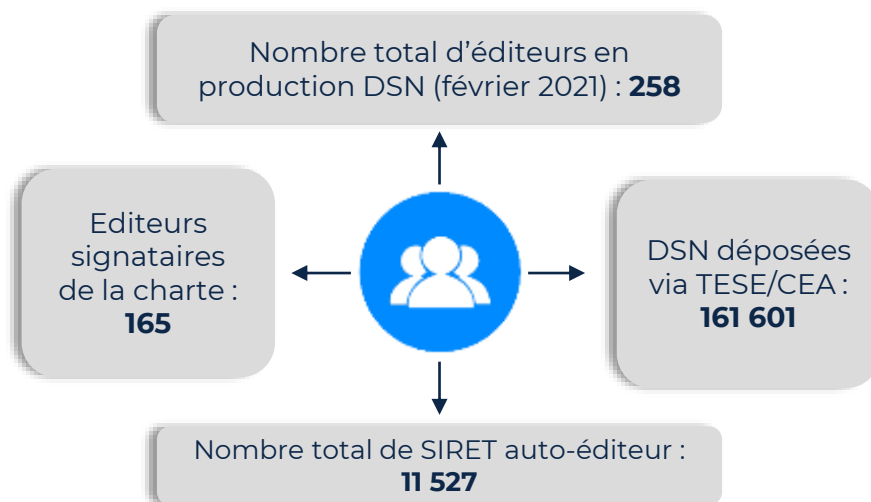 Nombre total d’éditeurs en
production DSN (février 2021) : 258
Editeurs
signataires
de la charte :
165
DSN déposées
via TESE/CEA :
161 601
Nombre total de SIRET auto-éditeur :
11 527